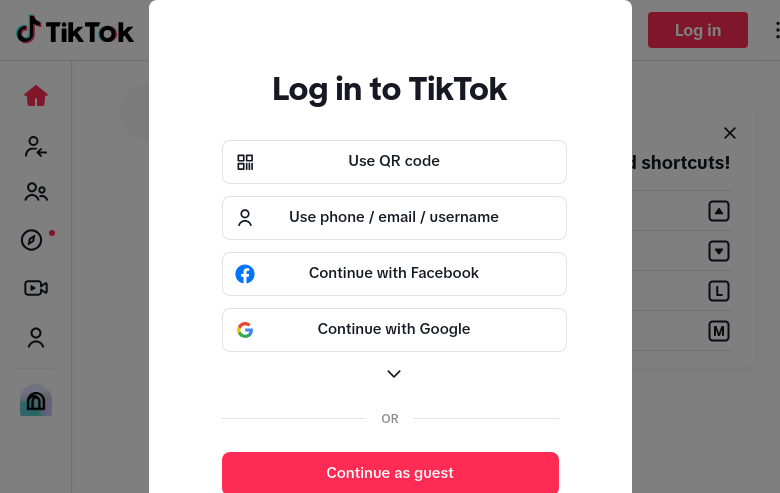 TikTok
Log in
Log in to TikTok
Use QR code
shortcuts!
Use phone / email / username
Continue with Facebook
L
Continue with Google
M
OR
Continue as guest